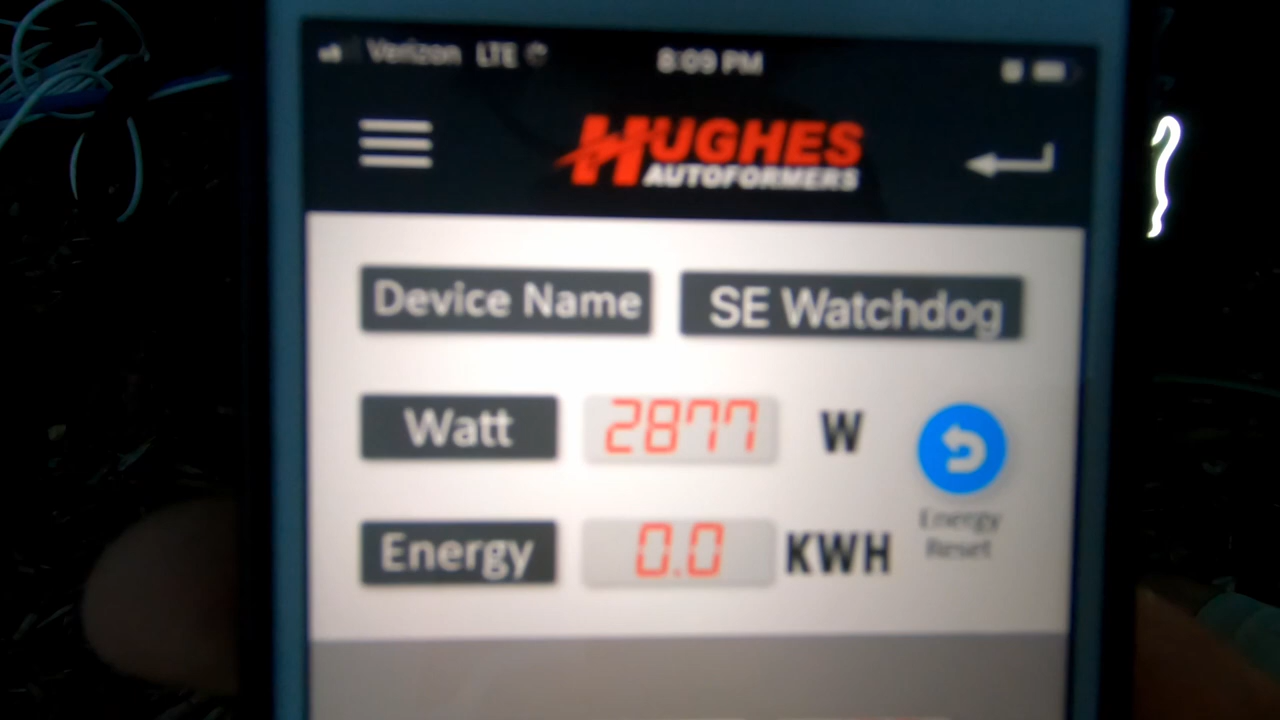 Verizon LTE 8:09 PM
HUGHES
AUTOFORMERS
Device Name SE Watchdog
Watt 2877 W
Energy 0.0 KWH
Energy
Reset